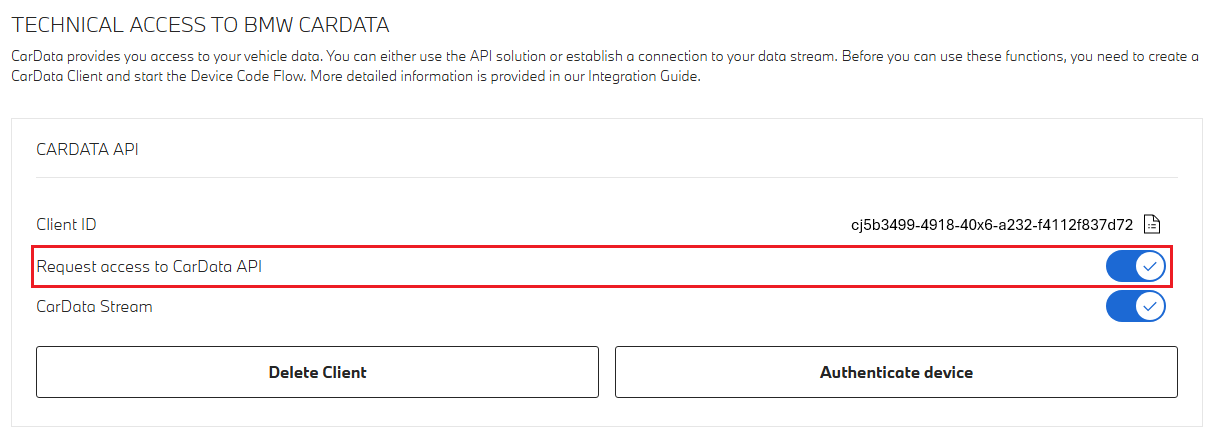 TECHNICAL ACCESS TO BMW CARDATA
CarData provides you access to your vehicle data. You can either use the API solution or establish a connection to your data stream. Before you can use these functions, you need to create a
CarData Client and start the Device Code Flow. More detailed information is provided in our Integration Guide.
CARDATA API
Client ID cj5b3499-4918-40x6-a232-f4112f837d72
Request access to CarData API
CarData Stream
Delete Client Authenticate device